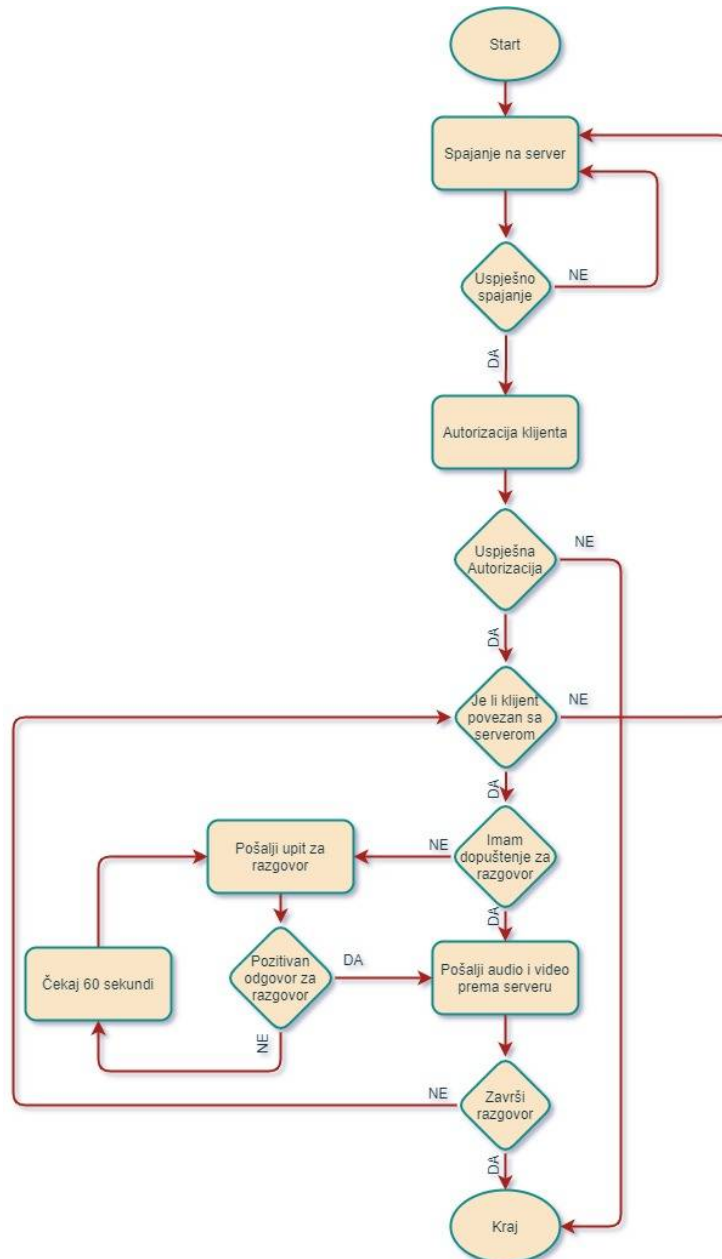 Start
Spajanje na server
Uspješno
spajanje
NE
DA
Autorizacija klijenta
Uspješna
Autorizacija
NE
DA
Je li klijent
povezan sa
serverom
NE
DA
Imam
dopuštenje za
razgovor
NE
DA
Pošalji upit za
razgovor
Pozitivan
odgovor za
razgovor
DA
NE
Čekaj 60 sekundi
Pošalji audio i video
prema serveru
Završi
razgovor
NE
DA
Kraj